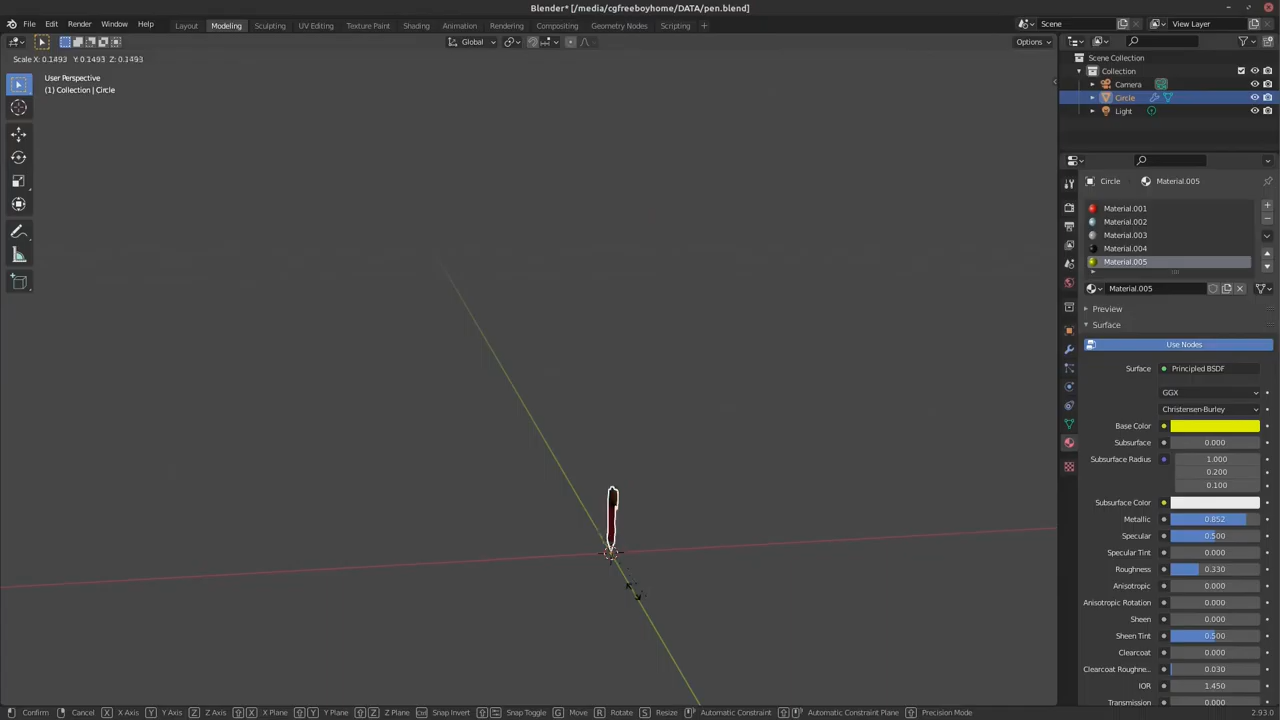 Blender* [/media/cgfreeboyhome/DATA/pen.blend]
File Edit Render Window Help Layout Modeling Sculpting UV Editing Texture Paint Shading Animation Rendering Compositing Geometry Nodes Scripting Scene View Layer
Global Options
Scale X: 0.1493 Y: 0.1493 Z: 0.1493
User Perspective
(1) Collection | Circle
Scene Collection
Collection
Camera
Circle
Light
Circle Material.005
Material.001
Material.002
Material.003
Material.004
Material.005
Material.005
Preview
Surface
Use Nodes
Surface Principled BSDF
GGX
Christensen-Burley
Base Color
Subsurface 0.000
Subsurface Radius 1.000
0.200
0.100
Subsurface Color
Metallic 0.852
Specular 0.500
Specular Tint 0.000
Roughness 0.330
Anisotropic 0.000
Anisotropic Rotation 0.000
Sheen 0.000
Sheen Tint 0.500
Clearcoat 0.000
Clearcoat Roughne... 0.030
IOR 1.450
Transmission 0.000
Confirm Cancel X X Axis Y Y Axis Z Z Axis X X Plane Y Y Plane Z Z Plane Ctrl Snap Invert Snap Toggle G Move R Rotate S Resize Automatic Constraint Automatic Constraint Plane Precision Mode 2.93.0